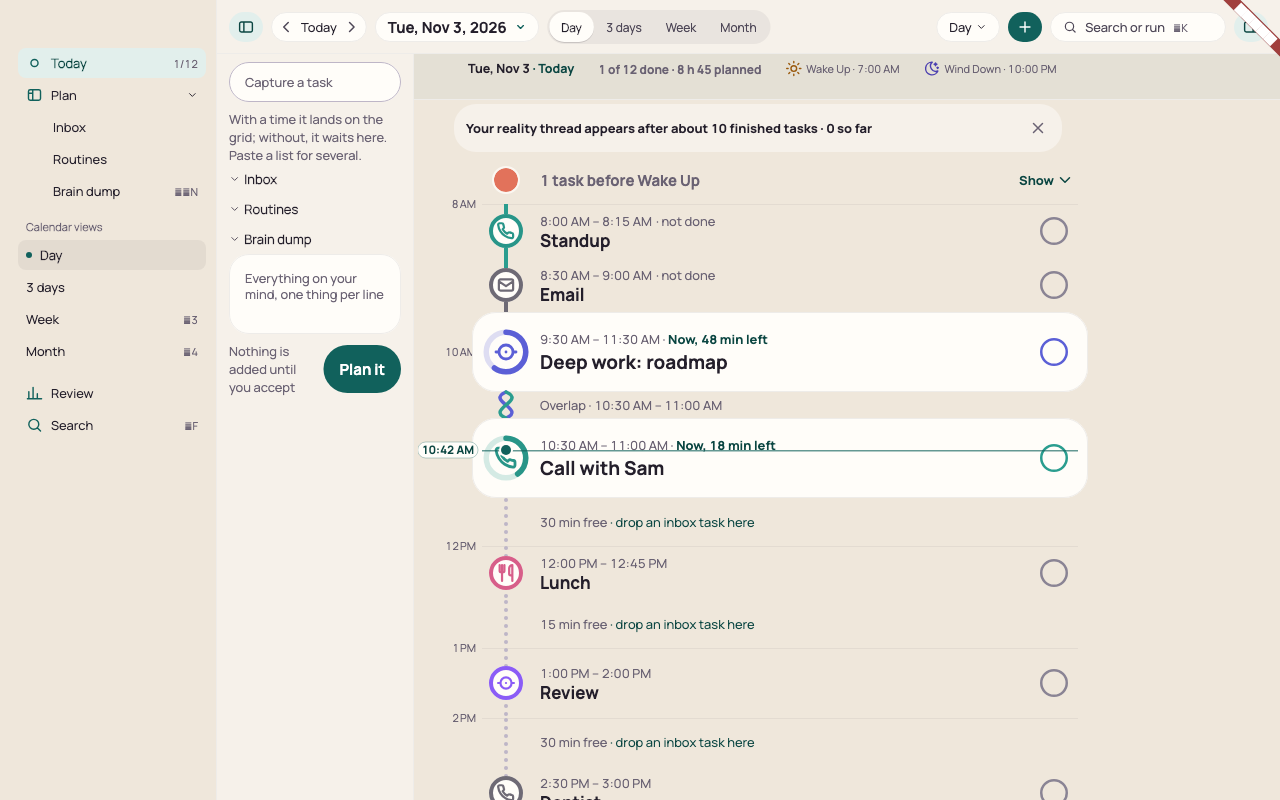 Today 1/12
Plan
Inbox
Routines
Brain dump N
Calendar views
Day
3 days
Week 3
Month 4
Review
Search F
Today
Tue, Nov 3, 2026
Day
3 days
Week
Month
Day
Search or run K
Capture a task
With a time it lands on the
grid; without, it waits here.
Paste a list for several.
Inbox
Routines
Brain dump
Everything on your
mind, one thing per line
Nothing is
added until
you accept
Plan it
Tue, Nov 3 · Today
1 of 12 done · 8 h 45 planned
Wake Up · 7:00 AM
Wind Down · 10:00 PM
Your reality thread appears after about 10 finished tasks · 0 so far
1 task before Wake Up
Show
8 AM
8:00 AM – 8:15 AM · not done
Standup
8:30 AM – 9:00 AM · not done
Email
9:30 AM – 11:30 AM · Now, 48 min left
10 AM
Deep work: roadmap
Overlap · 10:30 AM – 11:00 AM
10:30 AM – 11:00 AM · Now, 18 min left
10:42 AM
Call with Sam
30 min free · drop an inbox task here
12 PM
12:00 PM – 12:45 PM
Lunch
15 min free · drop an inbox task here
1 PM
1:00 PM – 2:00 PM
Review
2 PM
30 min free · drop an inbox task here
2:30 PM – 3:00 PM
Dentist